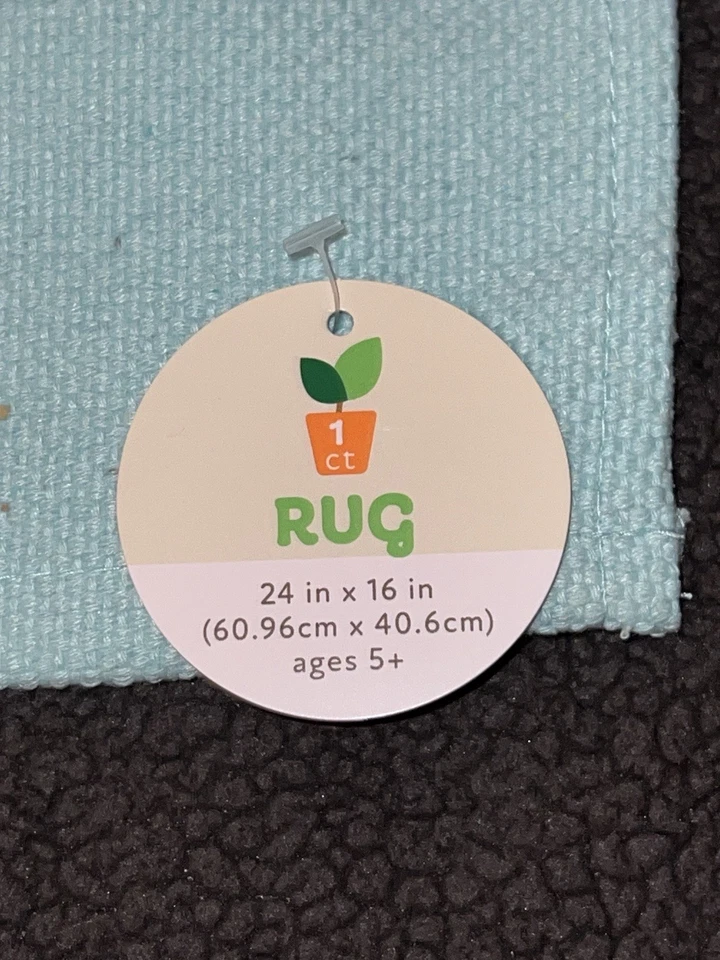 1
ct
RUG
24 in x 16 in
(60.96cm x 40.6cm)
ages 5+